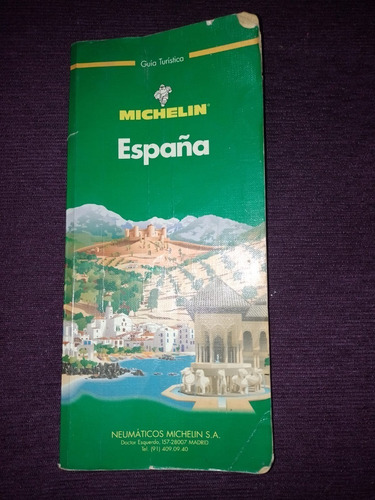 Guía Turística
MICHELIN
España
NEUMÁTICOS MICHELIN S.A.
Doctor Esquerdo, 157-28007 MADRID
Tel. (91) 409.09.40